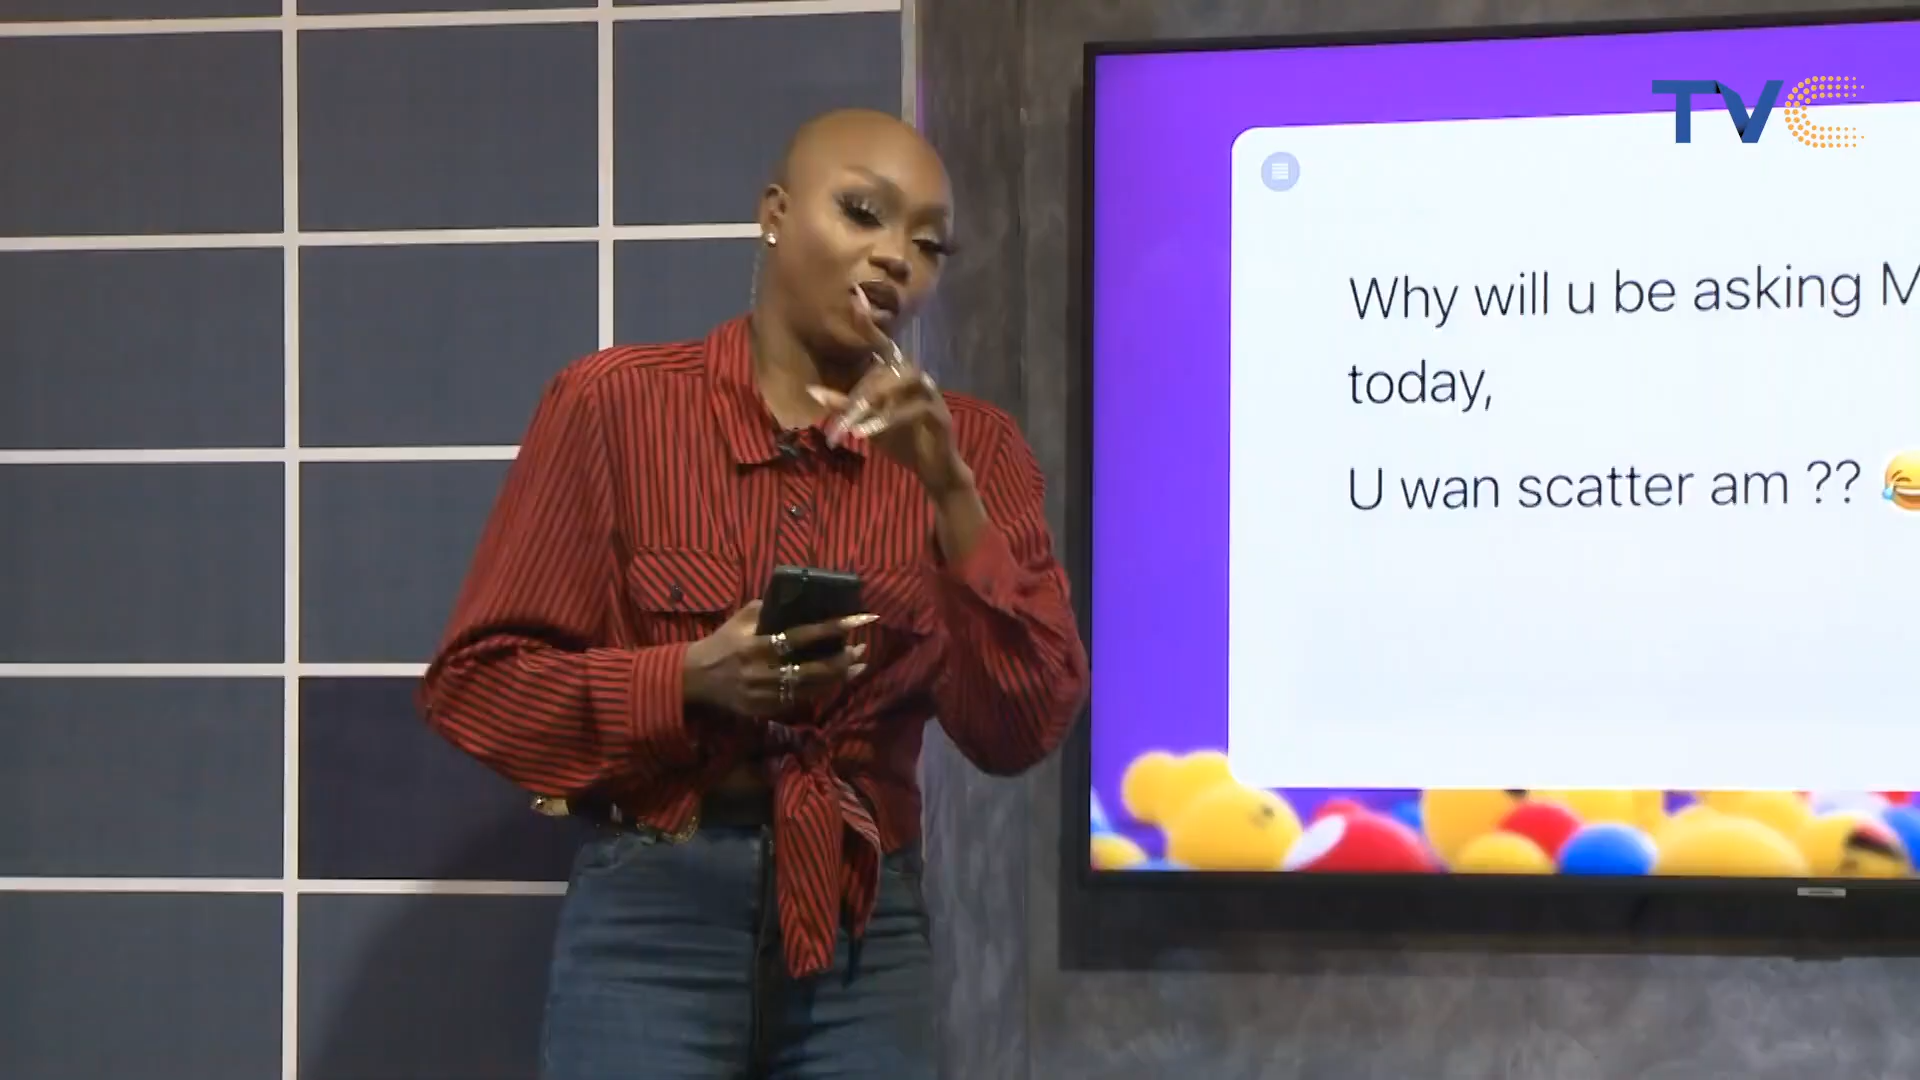 TVC
Why will u be asking
today,
U wan scatter am ??